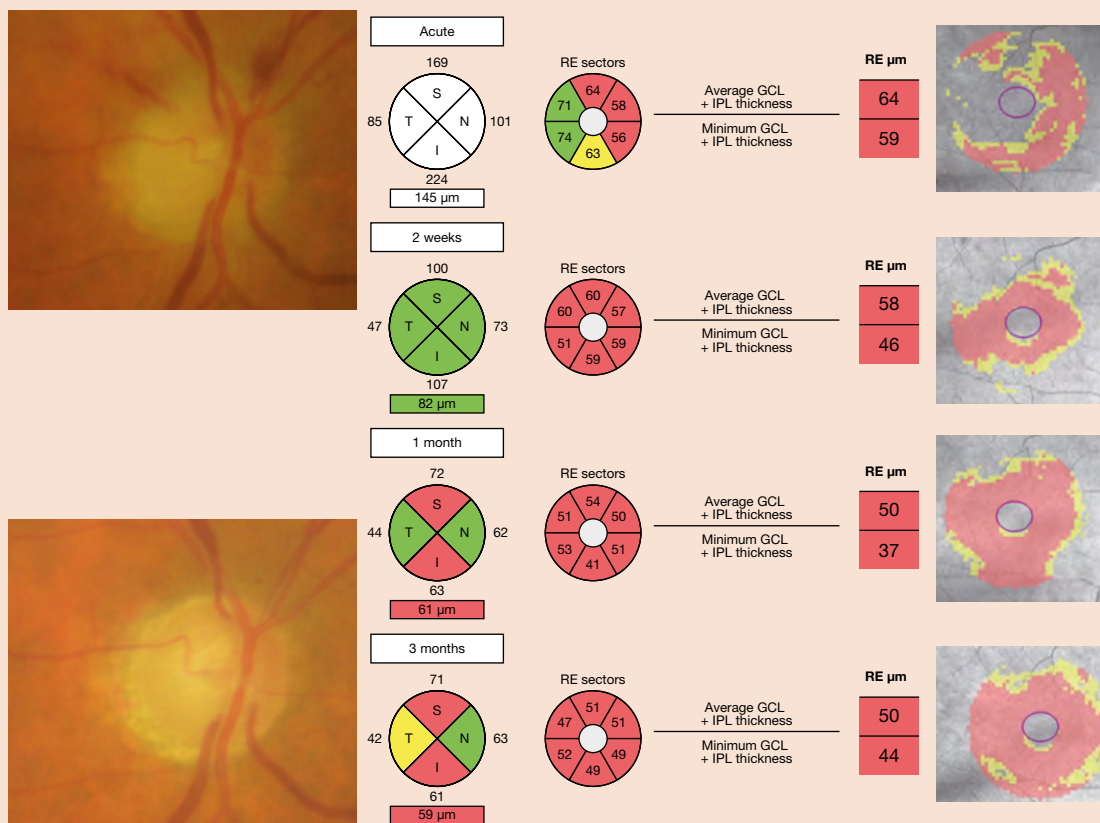 Acute
169
S
85
T
N
101
I
224
145 µm
RE sectors
64
71
58
74
56
63
Average GCL
+ IPL thickness
Minimum GCL
+ IPL thickness
RE µm
64
59
2 weeks
100
S
47
T
N
73
I
107
82 µm
RE sectors
60
60
57
51
59
59
Average GCL
+ IPL thickness
Minimum GCL
+ IPL thickness
RE µm
58
46
1 month
72
S
44
T
N
62
I
63
61 µm
RE sectors
54
51
50
53
51
41
Average GCL
+ IPL thickness
Minimum GCL
+ IPL thickness
RE µm
50
37
3 months
71
S
42
T
N
63
I
61
59 µm
RE sectors
51
47
51
52
49
49
Average GCL
+ IPL thickness
Minimum GCL
+ IPL thickness
RE µm
50
44